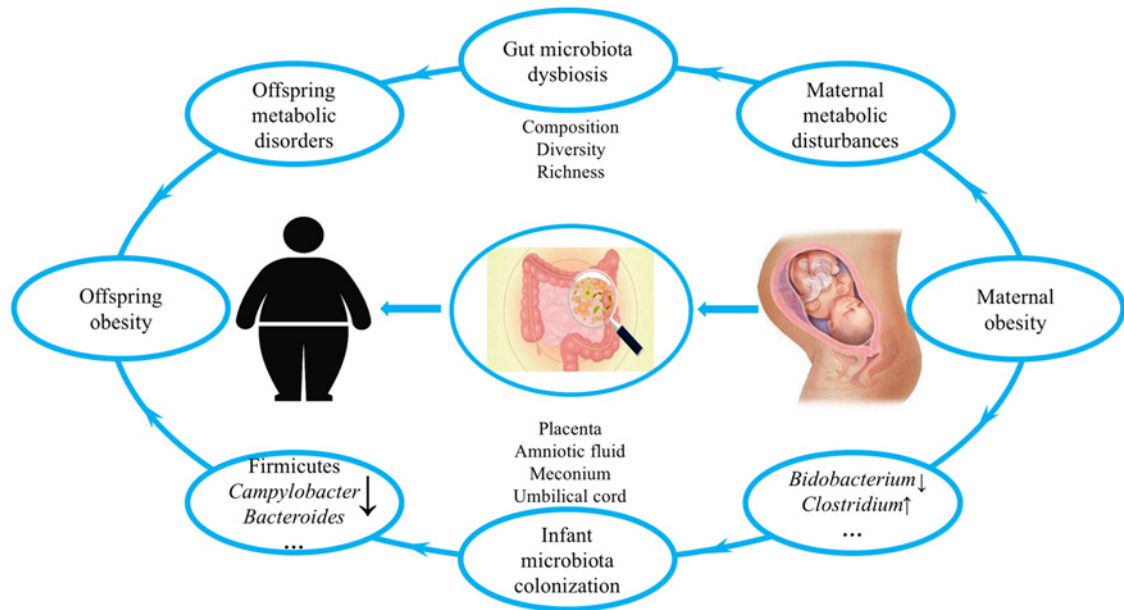 Gut microbiota
dysbiosis
Offspring
metabolic
disorders
Maternal
metabolic
disturbances
Composition
Diversity
Richness
Offspring
obesity
Maternal
obesity
Placenta
Amniotic fluid
Meconium
Umbilical cord
Firmicutes
Campylobacter
Bacteroides
...
↓
Bidobacterium↓
Clostridium↑
...
Infant
microbiota
colonization